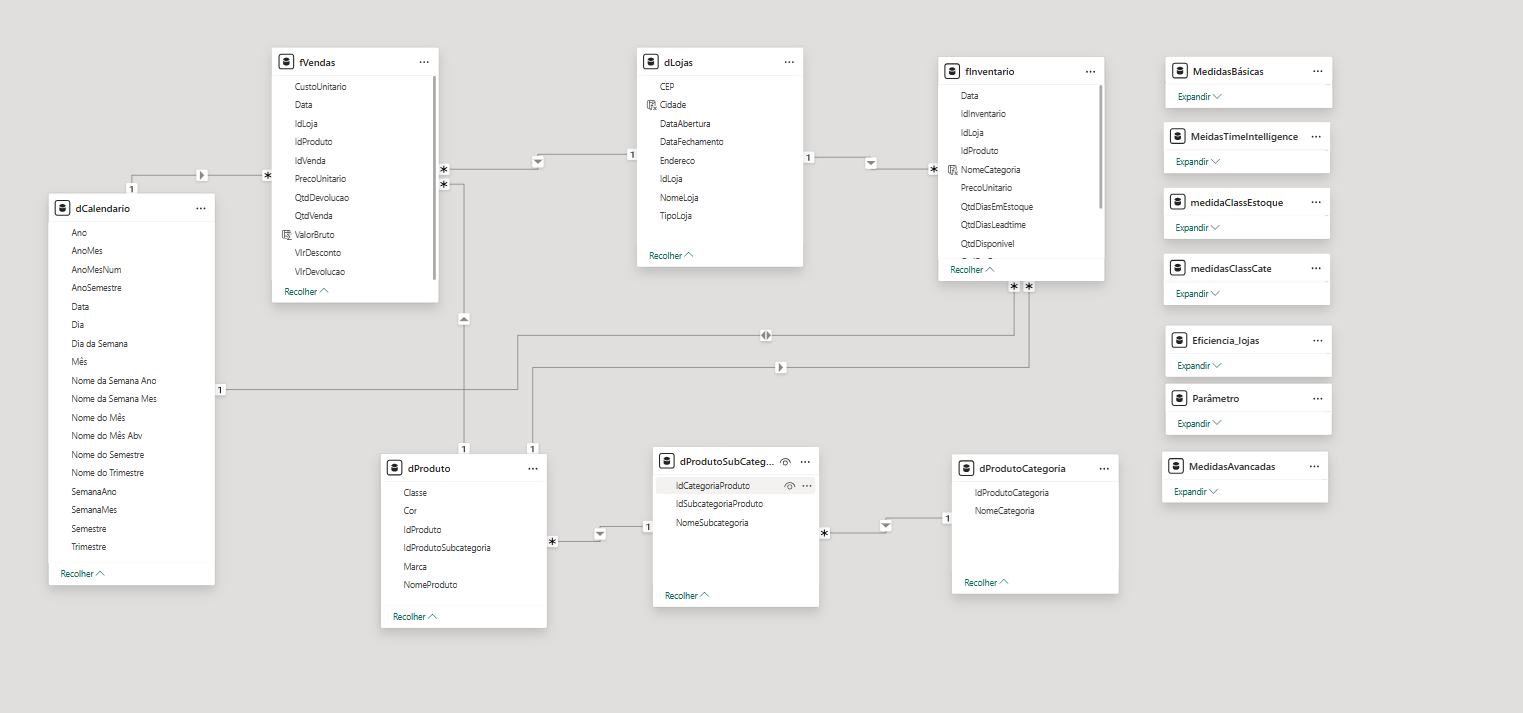 fVendas
CustoUnitario
Data
IdLoja
IdProduto
IdVenda
PrecoUnitario
QtdDevolucao
QtdVenda
ValorBruto
VlrDesconto
VlrDevolucao
Recolher
dLojas
CEP
Cidade
DataAbertura
DataFechamento
Endereco
IdLoja
NomeLoja
TipoLoja
Recolher
fInventario
Data
IdInventario
IdLoja
IdProduto
NomeCategoria
PrecoUnitario
QtdDiasEmEstoque
QtdDiasLeadtime
QtdDisponivel
Recolher
MedidasBásicas
Expandir
MeidasTimeIntelligence
Expandir
medidaClassEstoque
Expandir
medidasClassCate
Expandir
Eficiencia_lojas
Expandir
Parâmetro
Expandir
MedidasAvancadas
Expandir
dCalendario
Ano
AnoMes
AnoMesNum
AnoSemestre
Data
Dia
Dia da Semana
Mês
Nome da Semana Ano
Nome da Semana Mes
Nome do Mês
Nome do Mês Abv
Nome do Semestre
Nome do Trimestre
SemanaAno
SemanaMes
Semestre
Trimestre
Recolher
dProduto
Classe
Cor
IdProduto
IdProdutoSubcategoria
Marca
NomeProduto
Recolher
dProdutoSubCateg...
IdCategoriaProduto
IdSubcategoriaProduto
NomeSubcategoria
Recolher
dProdutoCategoria
IdProdutoCategoria
NomeCategoria
Recolher
1
*
*
1
*
1
*
1
*
*
1
1
1
*
1
*
1